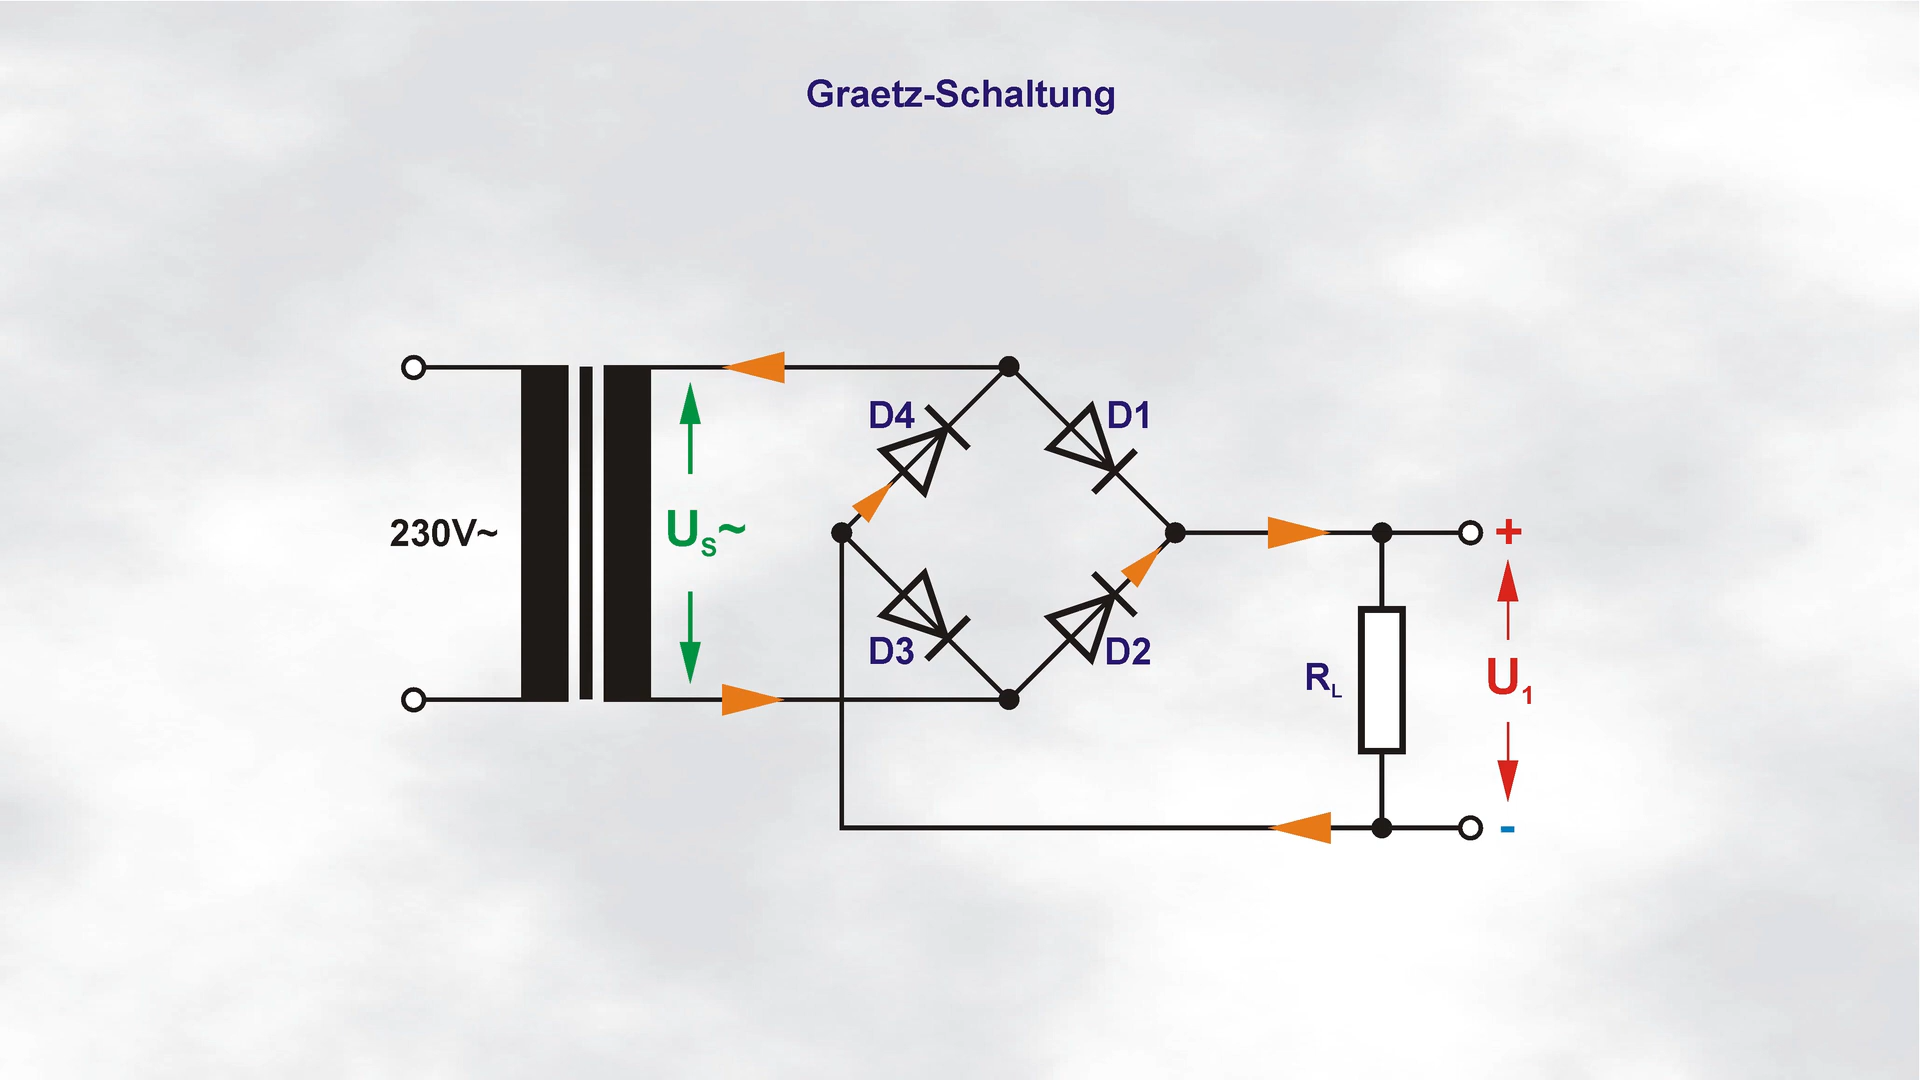 Graetz-Schaltung
D4
D1
230V~
US~
+
D3
D2
RL
U1
-